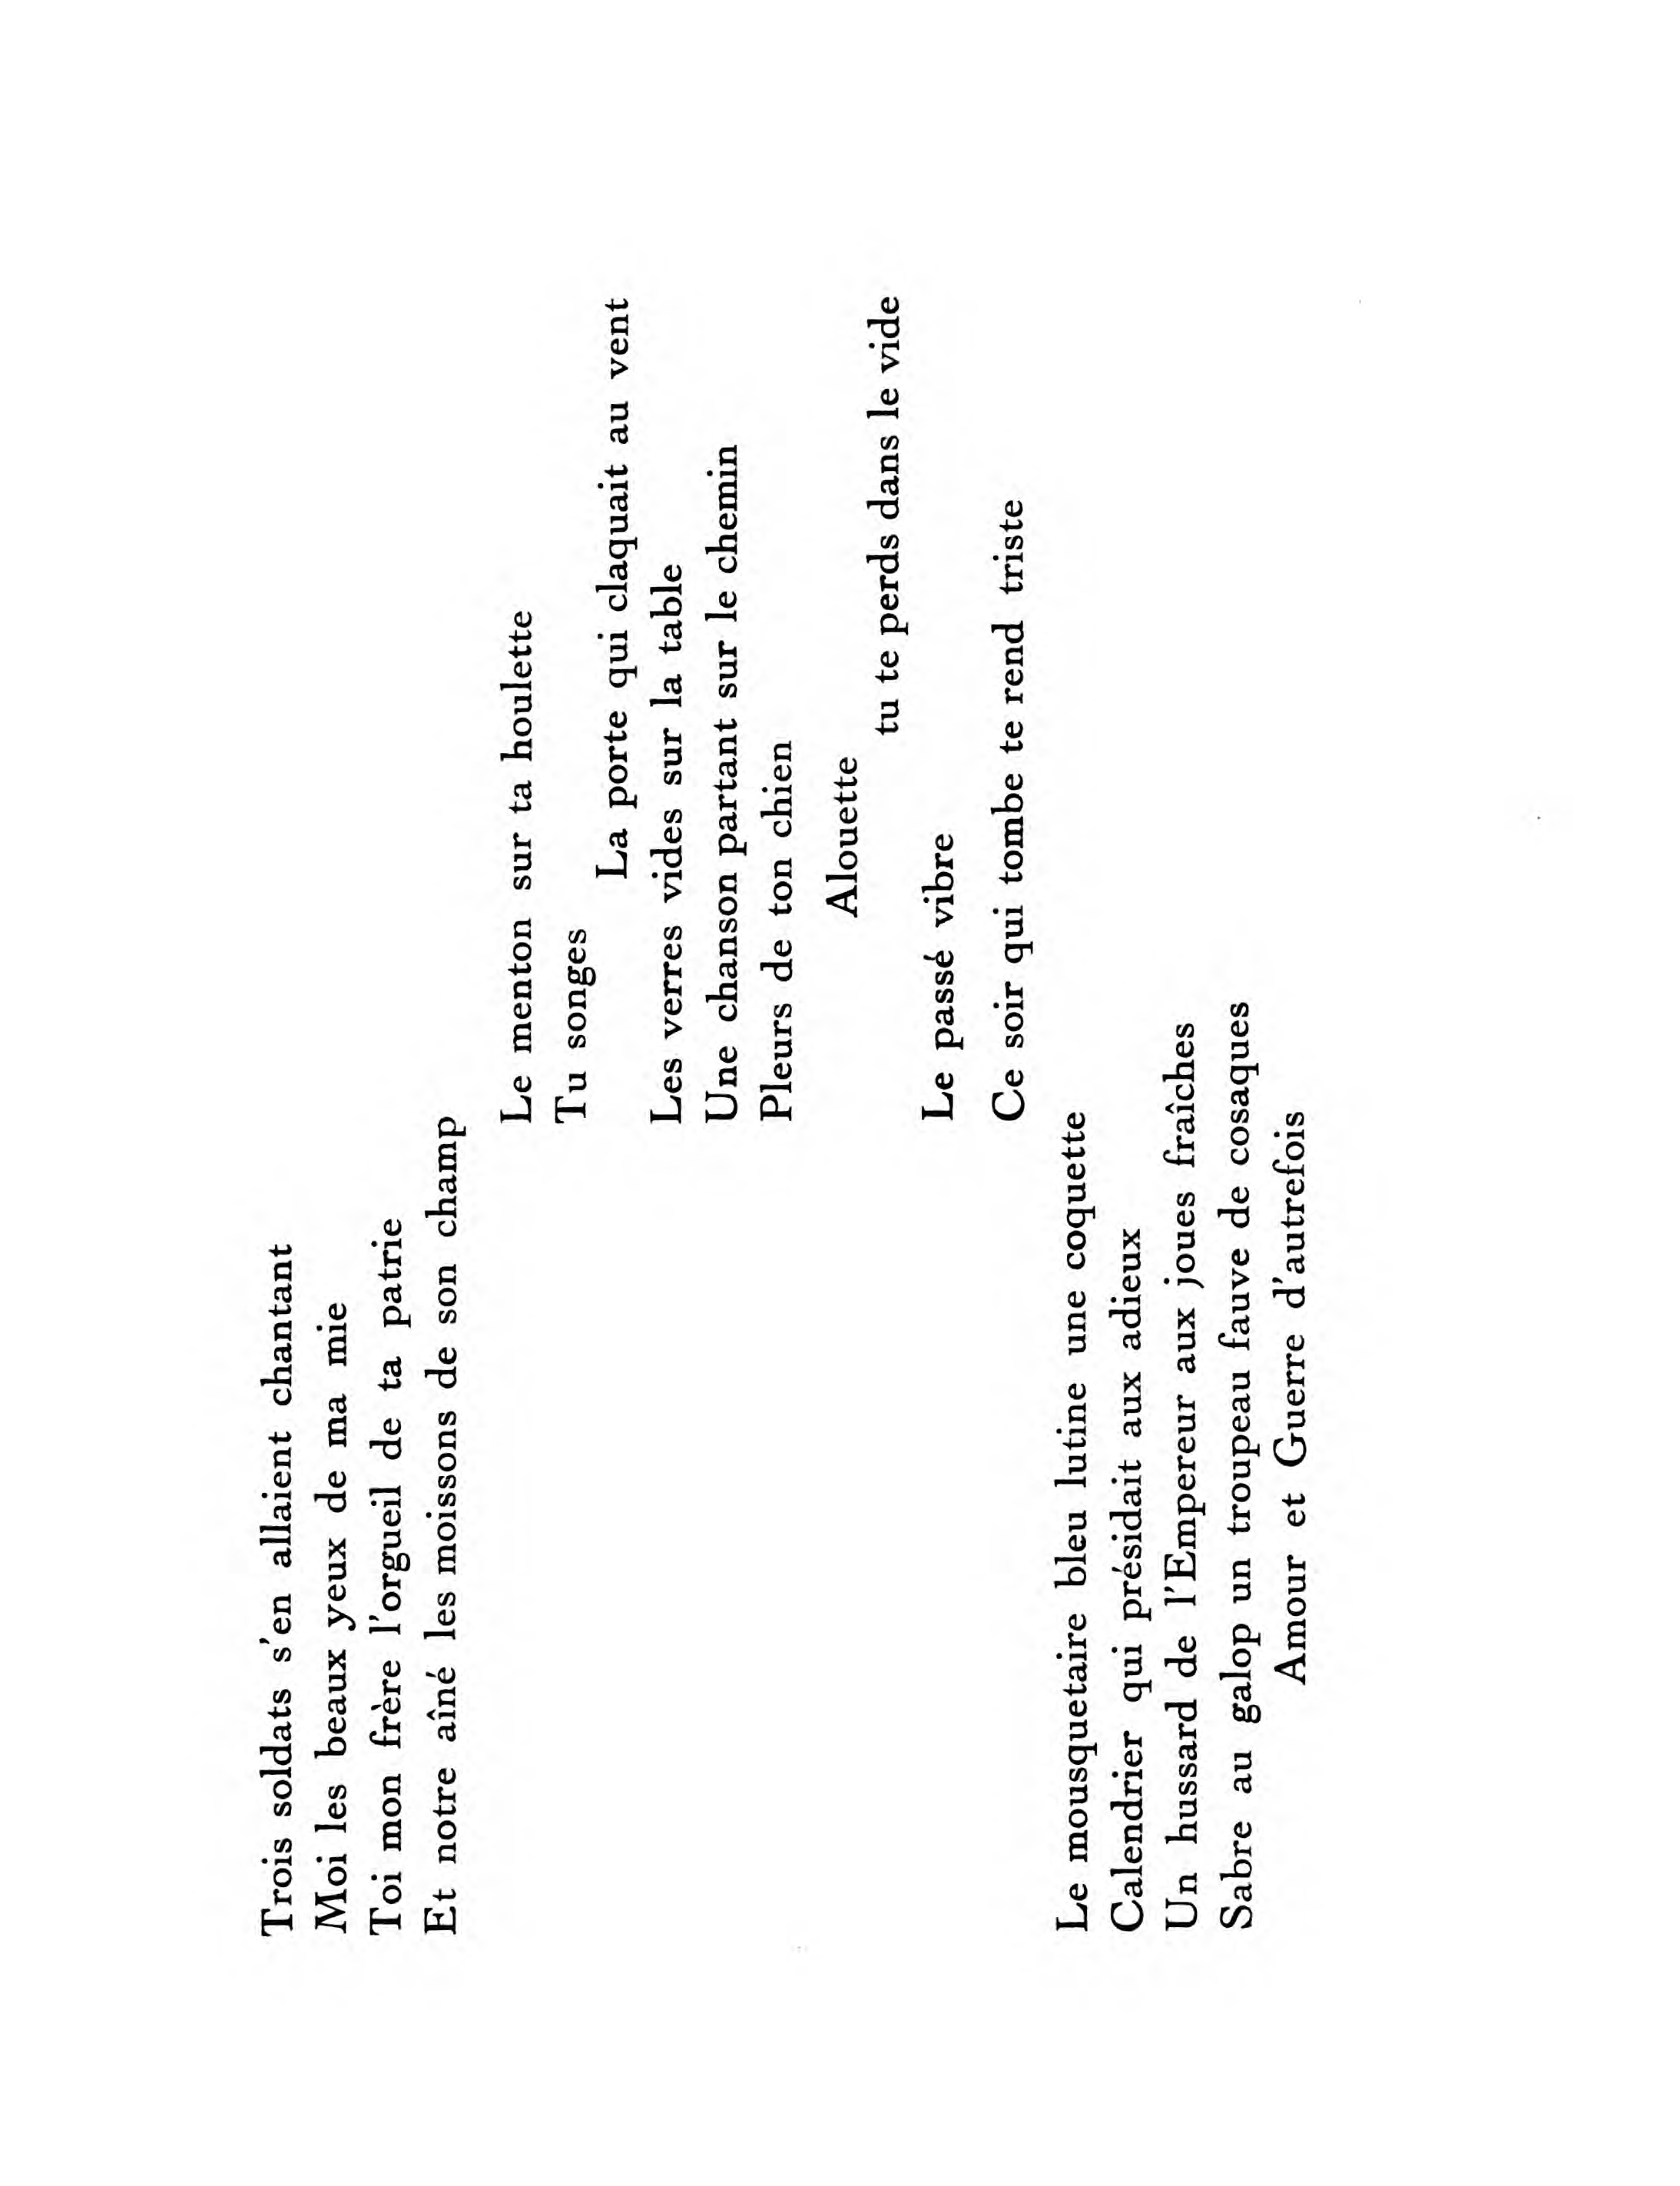 Trois soldats s'en allaient chantant
Moi les beaux yeux de ma mie
Toi mon frère l'orgueil de ta patrie
Et notre aîné les moissons de son champ
Le menton sur ta houlette
Tu songes
La porte qui claquait au vent
Les verres vides sur la table
Une chanson partant sur le chemin
Pleurs de ton chien
Alouette
tu te perds dans le vide
Le passé vibre
Ce soir qui tombe te rend triste
Le mousquetaire bleu lutine une coquette
Calendrier qui présidait aux adieux
Un hussard de l'Empereur aux joues fraîches
Sabre au galop un troupeau fauve de cosaques
Amour et Guerre d'autrefois